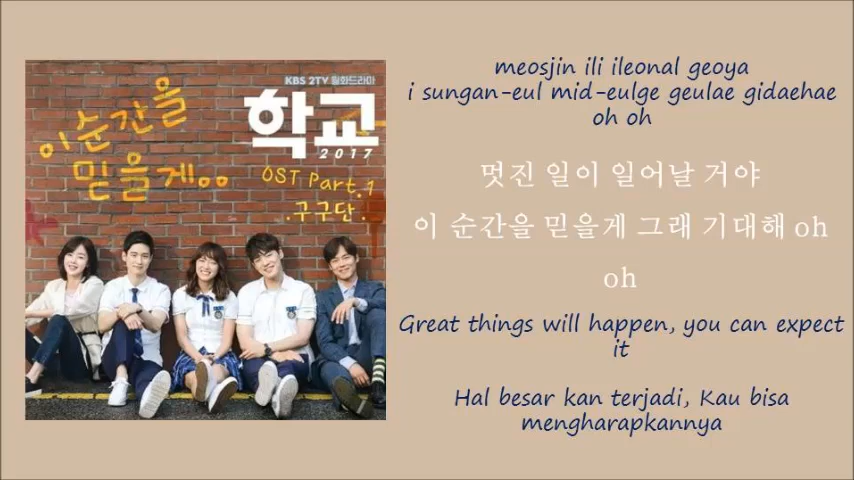 KBS 2TV 월화드라마
학교
2017
이 순간을
믿을게..
OST Part.1
.구구단.
meosjin ili ileonal geoya
i sungan-eul mid-eulge geulae gidaehae
oh oh
멋진 일이 일어날 거야
이 순간을 믿을게 그래 기대해 oh
oh
Great things will happen, you can expect
it
Hal besar kan terjadi, Kau bisa
mengharapkannya